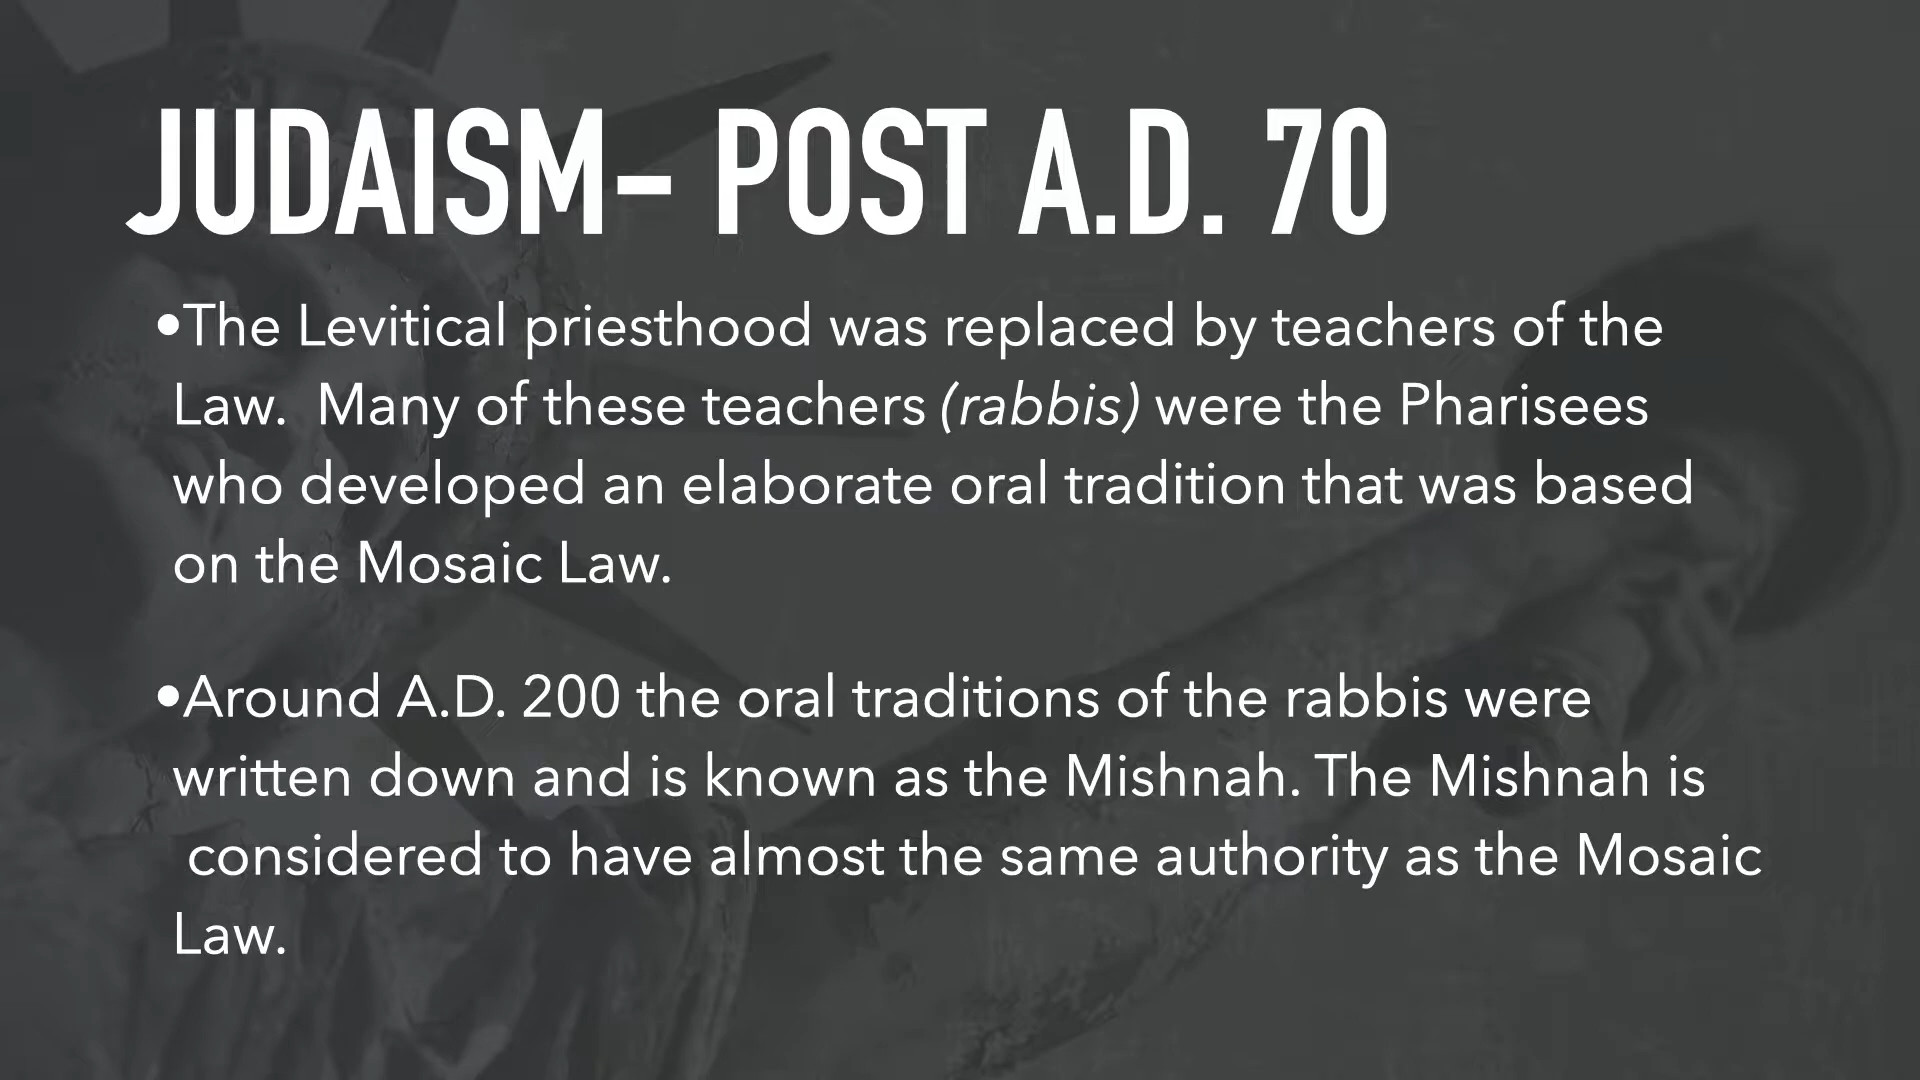 JUDAISM– POST A.D. 70
•The Levitical priesthood was replaced by teachers of the
Law.  Many of these teachers (rabbis) were the Pharisees
who developed an elaborate oral tradition that was based
on the Mosaic Law.
•Around A.D. 200 the oral traditions of the rabbis were
written down and is known as the Mishnah. The Mishnah is
considered to have almost the same authority as the Mosaic
Law.